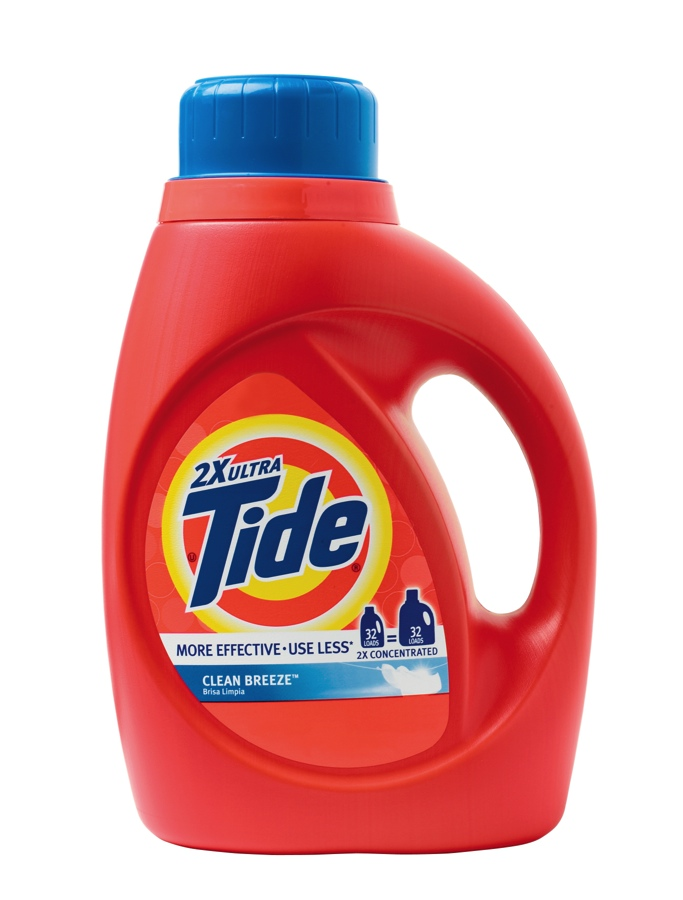 2X ULTRA
Tide®
Ⓤ
MORE EFFECTIVE • USE LESS*
32 LOADS = 32 LOADS
2X CONCENTRATED
CLEAN BREEZE™
Brisa Limpia